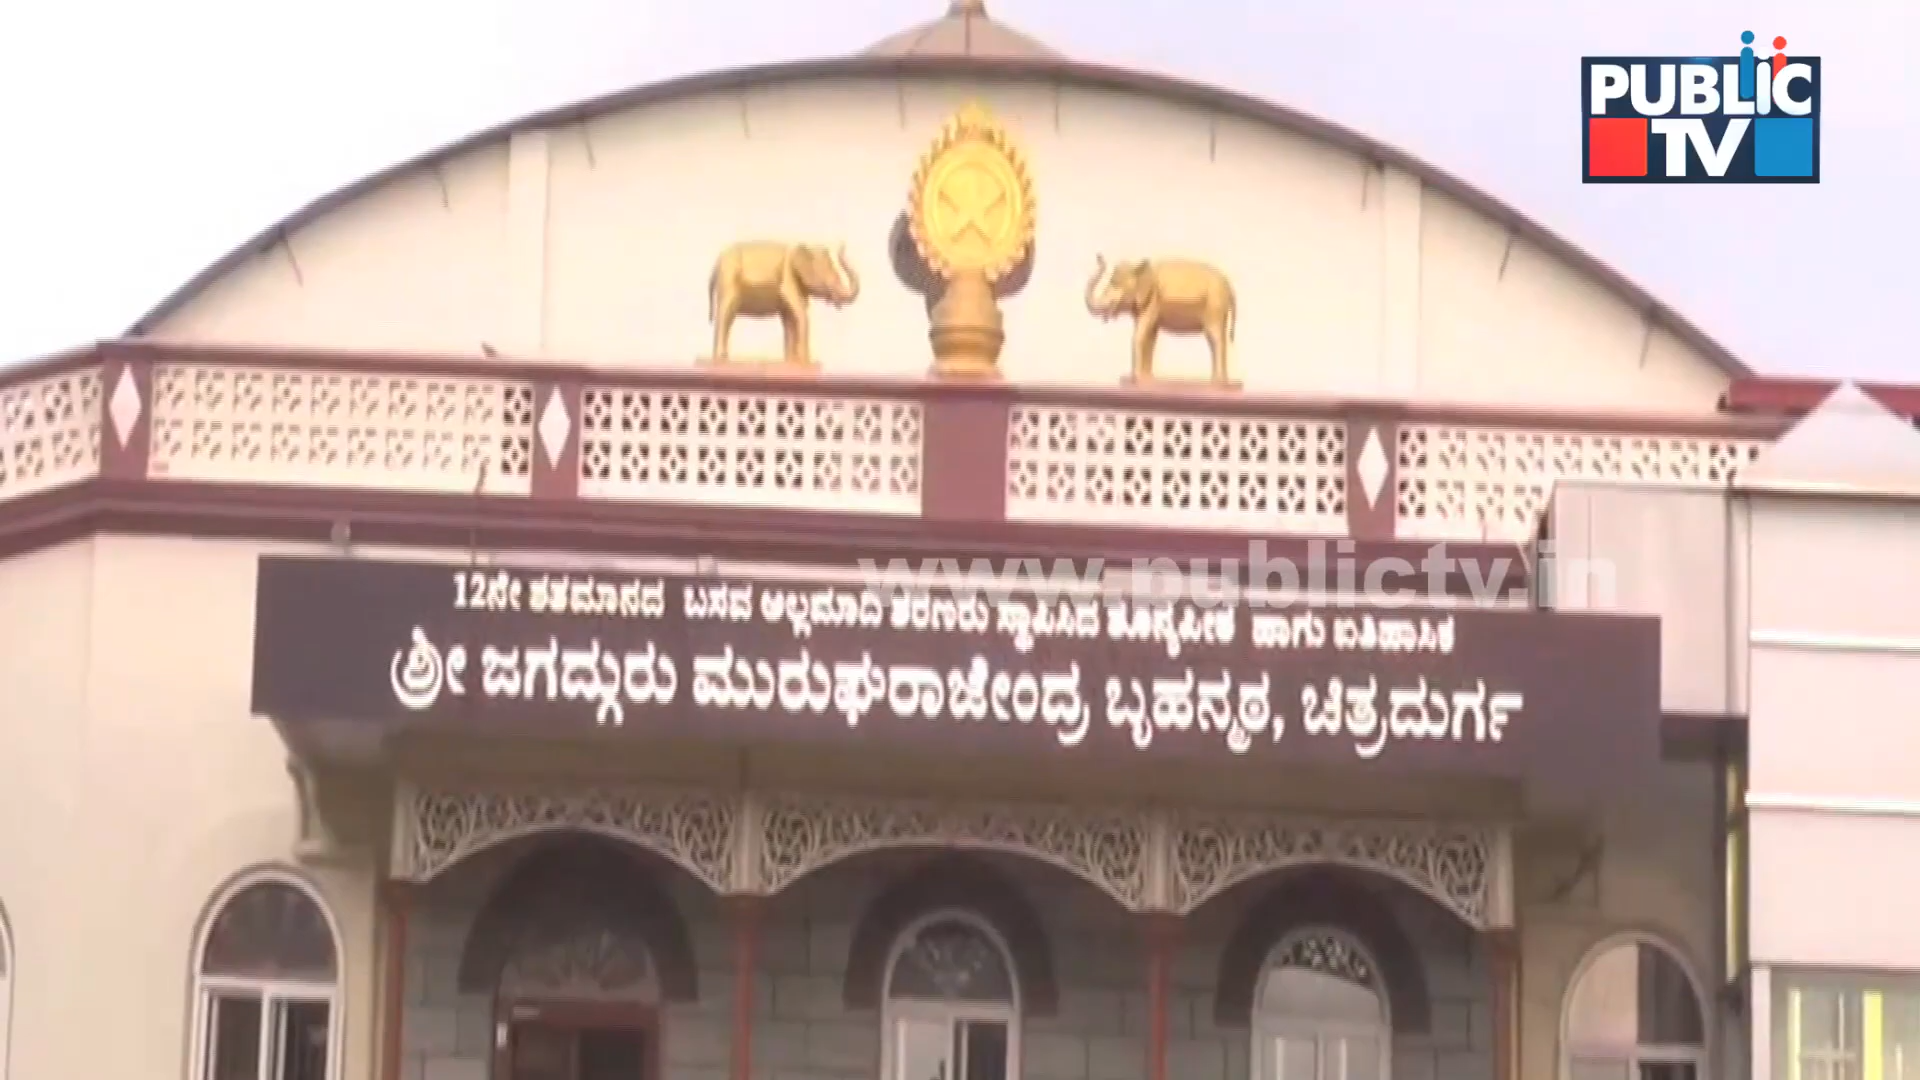 PUBLIC
TV
www.publictv.in
12ನೇ ಶತಮಾನದ ಬಸವ ಅಲ್ಲಮಾದಿ ಶರಣರು ಸ್ಥಾಪಿಸಿದ ಶೂನ್ಯಪೀಠ ಹಾಗು ಐತಿಹಾಸಿಕ
ಶ್ರೀ ಜಗದ್ಗುರು ಮುರುಘರಾಜೇಂದ್ರ ಬೃಹನ್ಮಠ, ಚಿತ್ರದುರ್ಗ